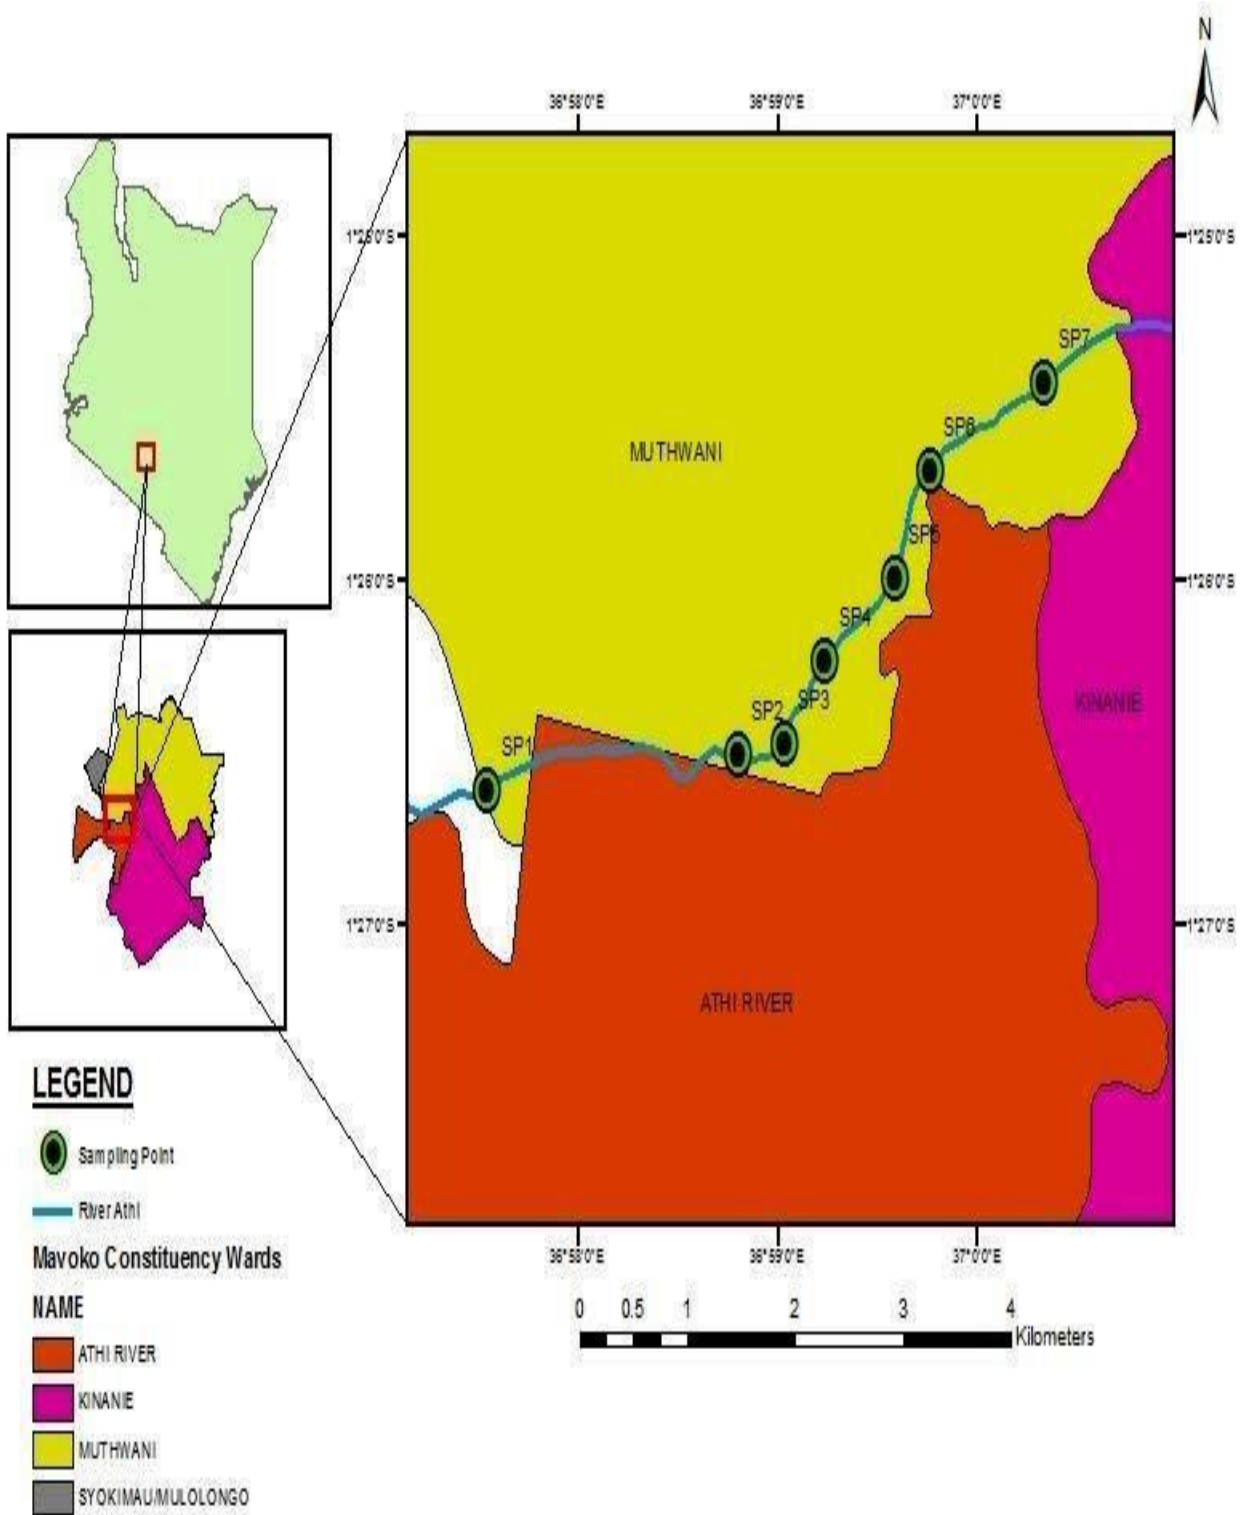 N
36°58'0"E 36°59'0"E 37°0'0"E
1°25'0"S 1°25'0"S
SP7
SP6
MUTHWANI
SP5
1°26'0"S 1°26'0"S
SP4
SP3
SP2
SP1
KINANIE
1°27'0"S 1°27'0"S
ATHI RIVER
36°58'0"E 36°59'0"E 37°0'0"E
0 0.5 1 2 3 4
Kilometers
LEGEND
Sampling Point
River Athi
Mavoko Constituency Wards
NAME
ATHI RIVER
KINANIE
MUTHWANI
SYOKIMAU/MULOLONGO